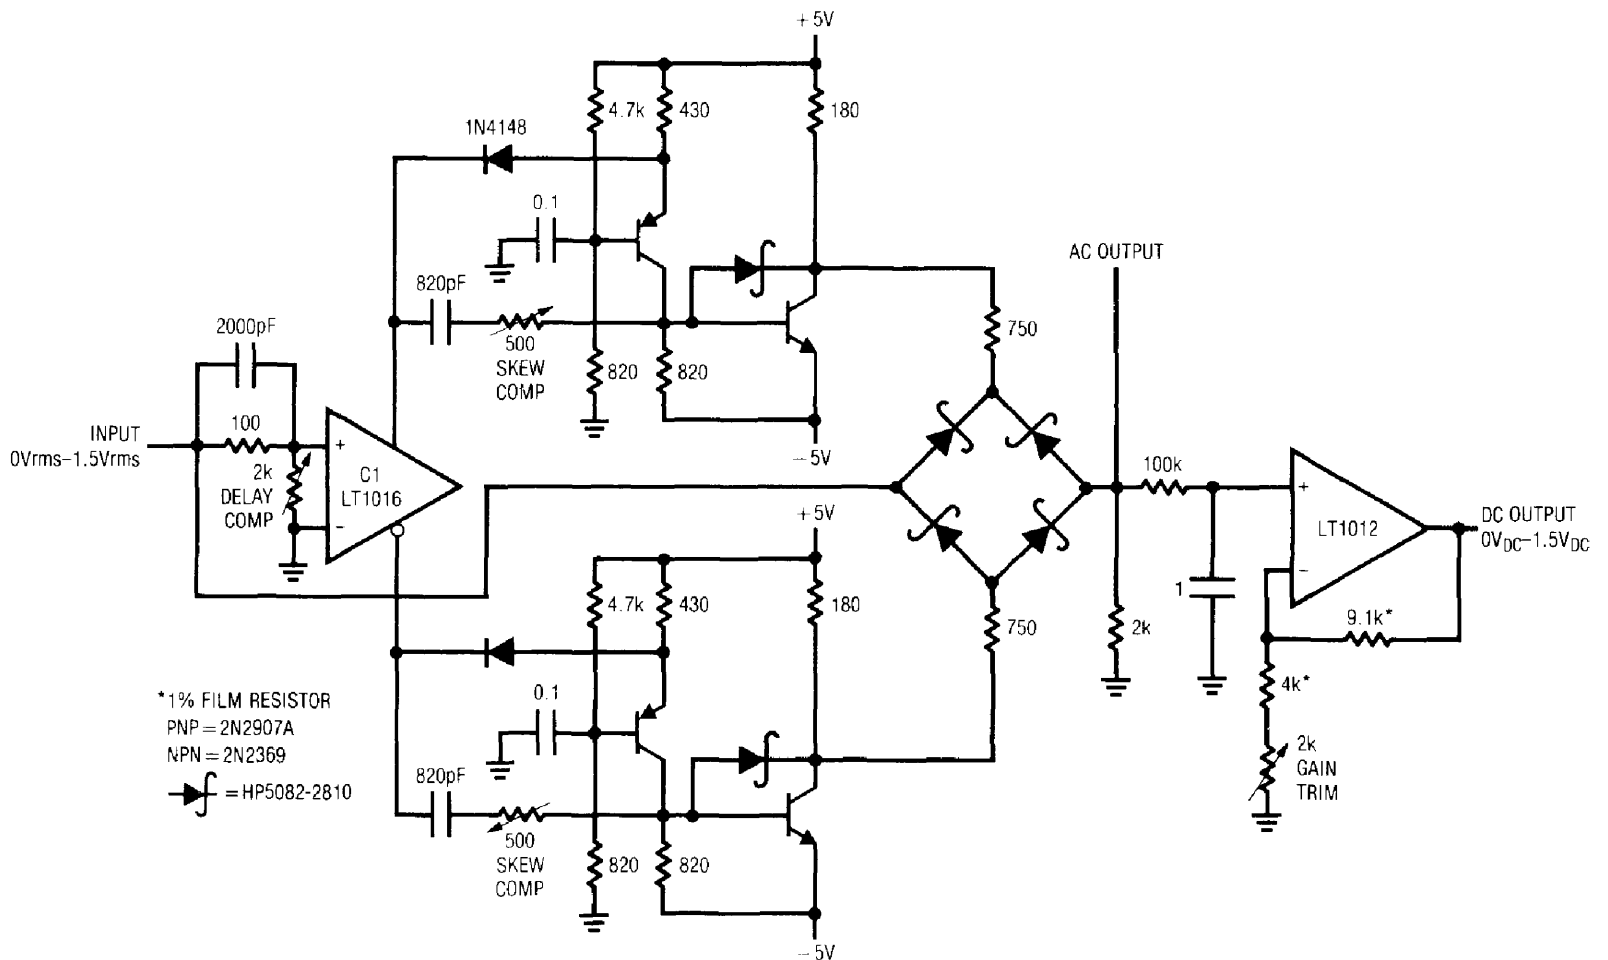 +5V
4.7k
430
180
1N4148
0.1
820pF
500
SKEW
COMP
820
820
-5V
2000pF
100
INPUT
0Vrms-1.5Vrms
2k
DELAY
COMP
+
-
C1
LT1016
AC OUTPUT
750
100k
1
2k
+
-
LT1012
DC OUTPUT
0VDC-1.5VDC
9.1k*
4k*
2k
GAIN
TRIM
+5V
4.7k
430
180
750
0.1
820pF
500
SKEW
COMP
820
820
-5V
*1% FILM RESISTOR
PNP=2N2907A
NPN=2N2369
=HP5082-2810